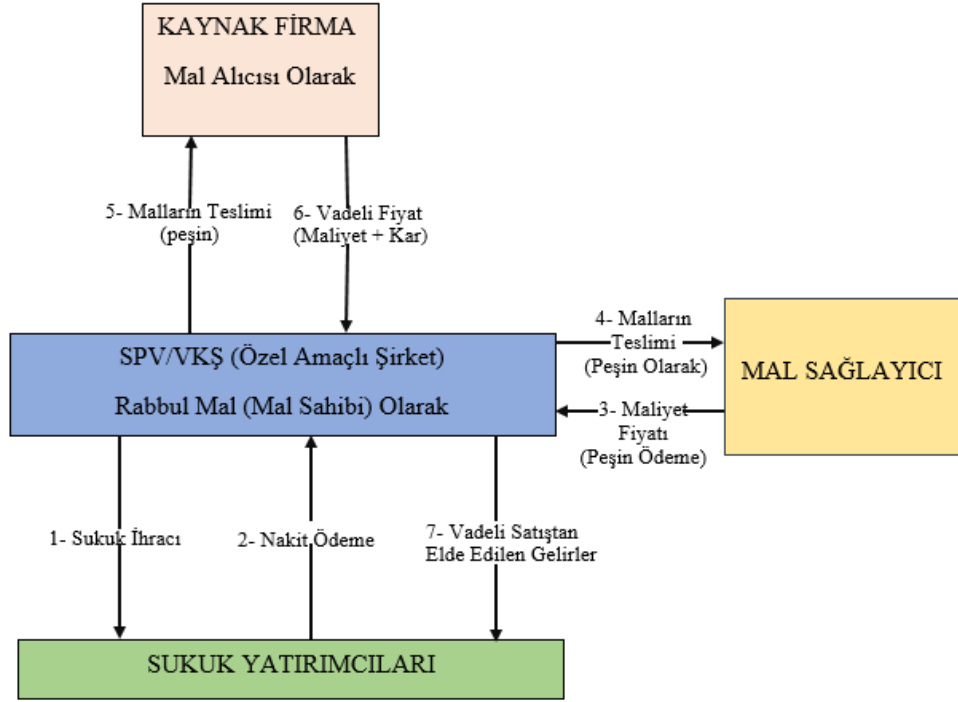 KAYNAK FİRMA
Mal Alıcısı Olarak
5- Malların Teslimi
(peşin)
6- Vadeli Fiyat
(Maliyet + Kar)
SPV/VKŞ (Özel Amaçlı Şirket)
Rabbul Mal (Mal Sahibi) Olarak
4- Malların
Teslimi
(Peşin Olarak)
3- Maliyet
Fiyatı
(Peşin Ödeme)
MAL SAĞLAYICI
1- Sukuk İhracı
2- Nakit Ödeme
7- Vadeli Satıştan
Elde Edilen Gelirler
SUKUK YATIRIMCILARI